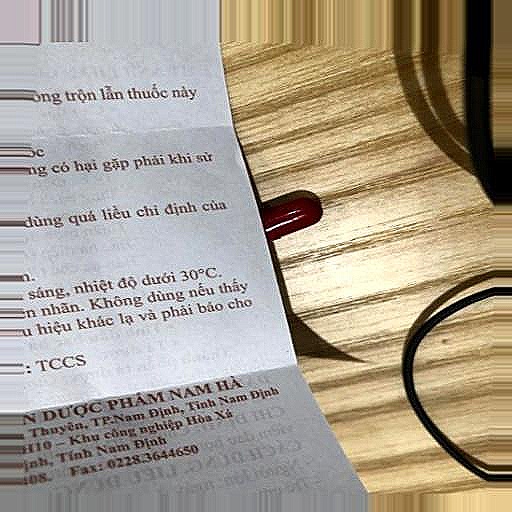 ông trộn lẫn thuốc này
ng có hại gặp phải khi sử
dùng quá liều chỉ định của
sáng, nhiệt độ dưới 30°C.
n nhãn. Không dùng nếu thấy
u hiệu khác lạ và phải báo cho
: TCCS
N DƯỢC PHẨM NAM HÀ
Thuyên, TP.Nam Định, Tỉnh Nam Định
H10 – Khu công nghiệp Hòa Xá
ịnh, Tỉnh Nam Định
08. Fax: 0228.3644650